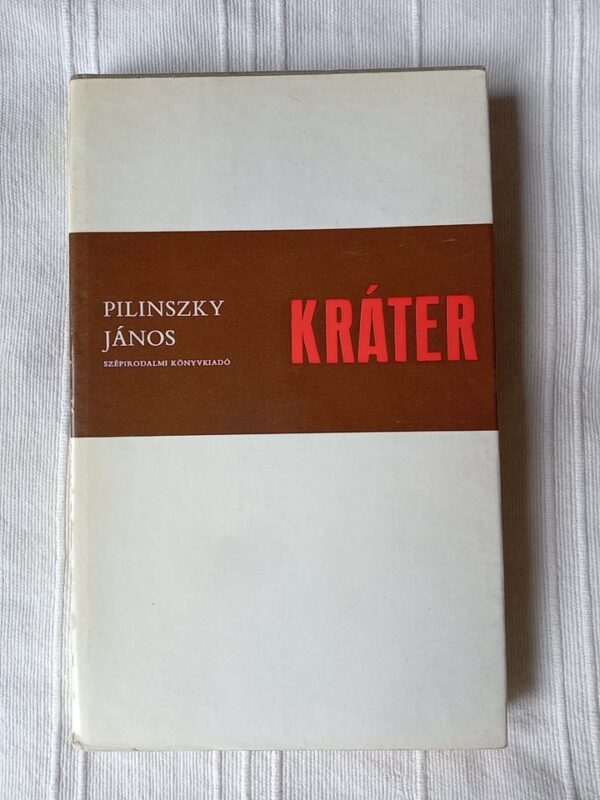 PILINSZKY
JÁNOS
SZÉPIRODALMI KÖNYVKIADÓ
KRÁTER